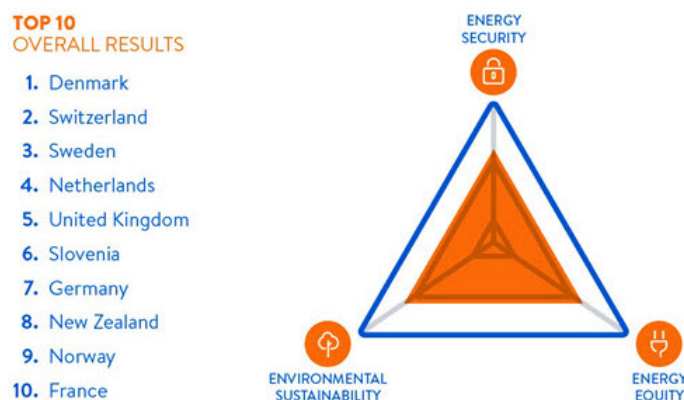 TOP 10
OVERALL RESULTS
1. Denmark
2. Switzerland
3. Sweden
4. Netherlands
5. United Kingdom
6. Slovenia
7. Germany
8. New Zealand
9. Norway
10. France
ENERGY
SECURITY
ENVIRONMENTAL
SUSTAINABILITY
ENERGY
EQUITY